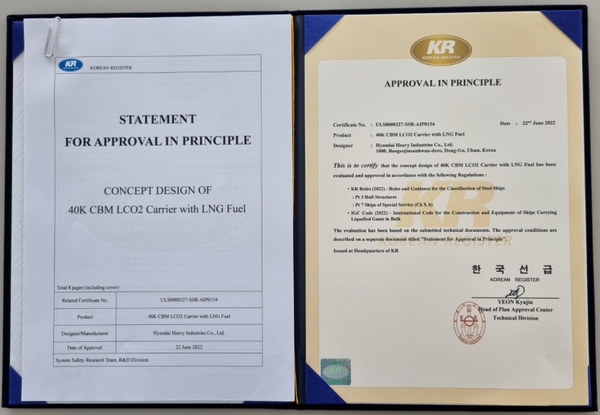 KR
KOREAN REGISTER
STATEMENT
FOR APPROVAL IN PRINCIPLE
CONCEPT DESIGN OF
40K CBM LCO2 Carrier with LNG Fuel
Total 8 pages (including cover)
Related Certificate No. ULS0000327-SSR-AIP0154
Product 40K CBM LCO2 Carrier with LNG Fuel
Designer/Manufacturer Hyundai Heavy Industries Co., Ltd.
Date of Approval 22 June 2022
System Safety Research Team, R&D Division.
KR
KOREAN REGISTER
APPROVAL IN PRINCIPLE
Certificate No. : ULS0000327-SSR-AIP0154 Date : 22nd June 2022
Product : 40K CBM LCO2 Carrier with LNG Fuel
Designer : Hyundai Heavy Industries Co., Ltd.
1000, Bangeojinsunhwan-doro, Dong-Gu, Ulsan, Korea
This is to certify that the concept design of 40K CBM LCO2 Carrier with LNG Fuel has been
evaluated and approved in accordance with the following Regulations :
• KR Rules (2022) - Rules and Guidance for the Classification of Steel Ships
- Pt 3 Hull Structures
- Pt 7 Ships of Special Service (Ch 5, 6)
• IGC Code (2022) - International Code for the Construction and Equipment of Ships Carrying
Liquefied Gases in Bulk
The evaluation has been based on the submitted technical documents. The approval conditions are
described on a separate document titled "Statement for Approval in Principle".
Issued at Headquarters of KR
KR
KOREAN REGISTER
한국선급
KOREAN REGISTER
YEON Kyujin
Head of Plan Approval Center
Technical Division
KR